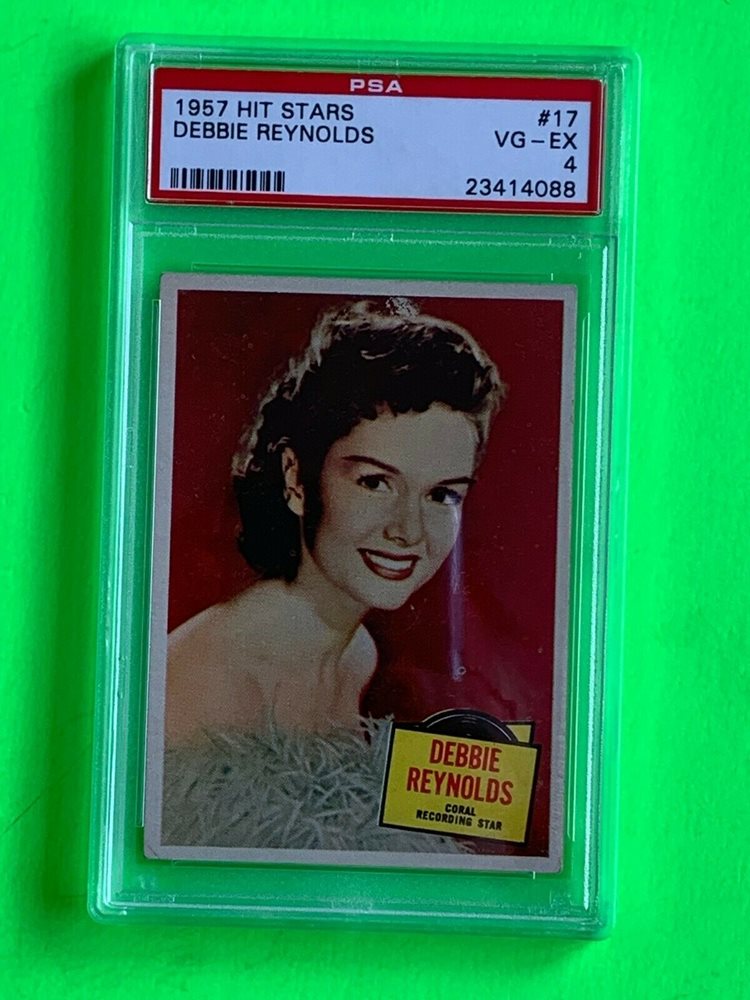 PSA
1957 HIT STARS #17
DEBBIE REYNOLDS VG-EX
4
23414088
DEBBIE
REYNOLDS
CORAL
RECORDING STAR